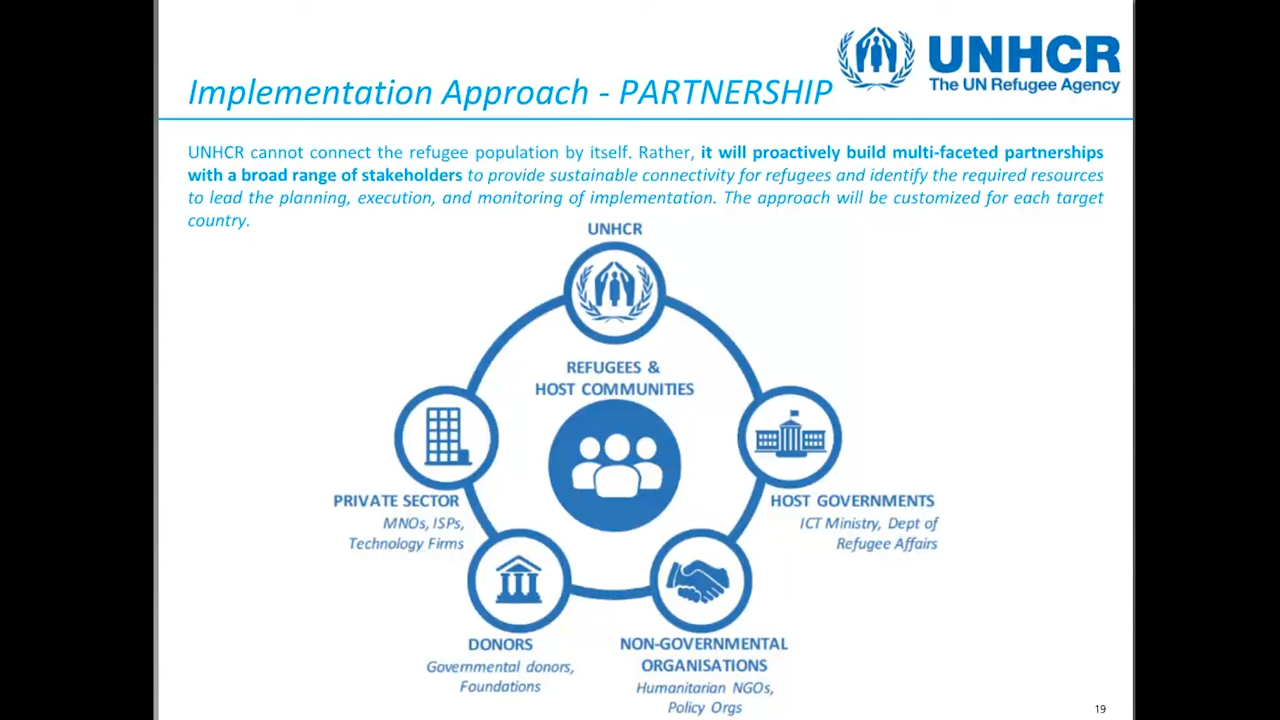 UNHCR
The UN Refugee Agency
Implementation Approach - PARTNERSHIP
UNHCR cannot connect the refugee population by itself. Rather, it will proactively build multi-faceted partnerships
with a broad range of stakeholders to provide sustainable connectivity for refugees and identify the required resources
to lead the planning, execution, and monitoring of implementation. The approach will be customized for each target
country.
UNHCR
REFUGEES &
HOST COMMUNITIES
PRIVATE SECTOR
MNOs, ISPs,
Technology Firms
HOST GOVERNMENTS
ICT Ministry, Dept of
Refugee Affairs
DONORS
Governmental donors,
Foundations
NON-GOVERNMENTAL
ORGANISATIONS
Humanitarian NGOs,
Policy Orgs
19